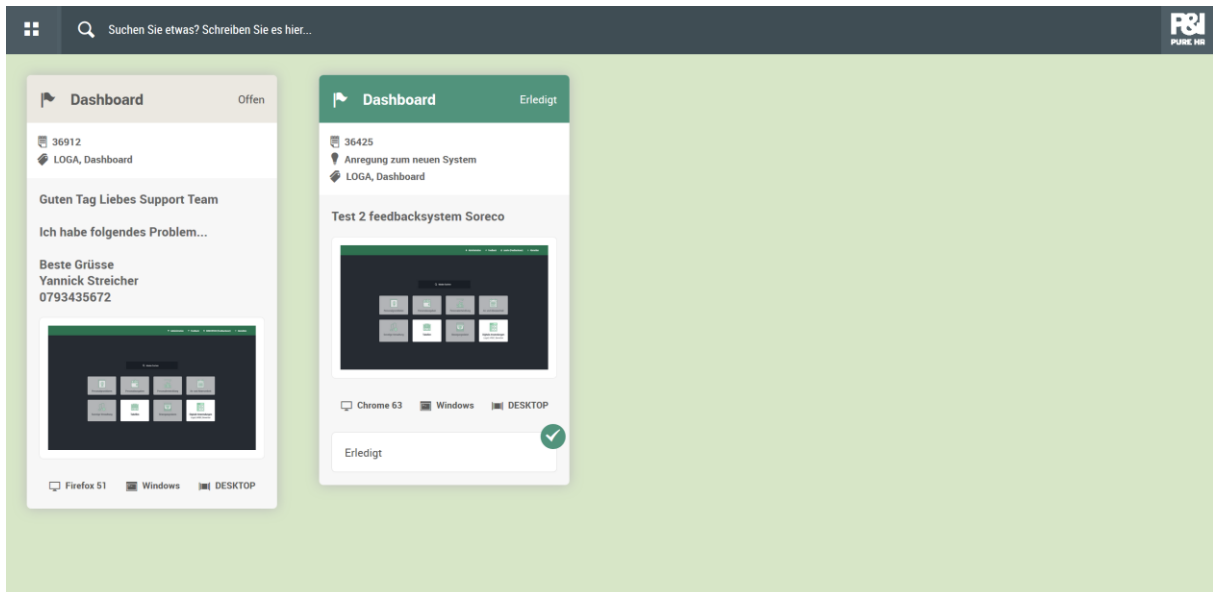 Suchen Sie etwas? Schreiben Sie es hier...
P&I
PURE HR
Dashboard
Offen
36912
LOGA, Dashboard
Guten Tag Liebes Support Team
Ich habe folgendes Problem...
Beste Grüsse
Yannick Streicher
0793435672
Firefox 51
Windows
DESKTOP
Dashboard
Erledigt
36425
Anregung zum neuen System
LOGA, Dashboard
Test 2 feedbacksystem Soreco
Chrome 63
Windows
DESKTOP
Erledigt